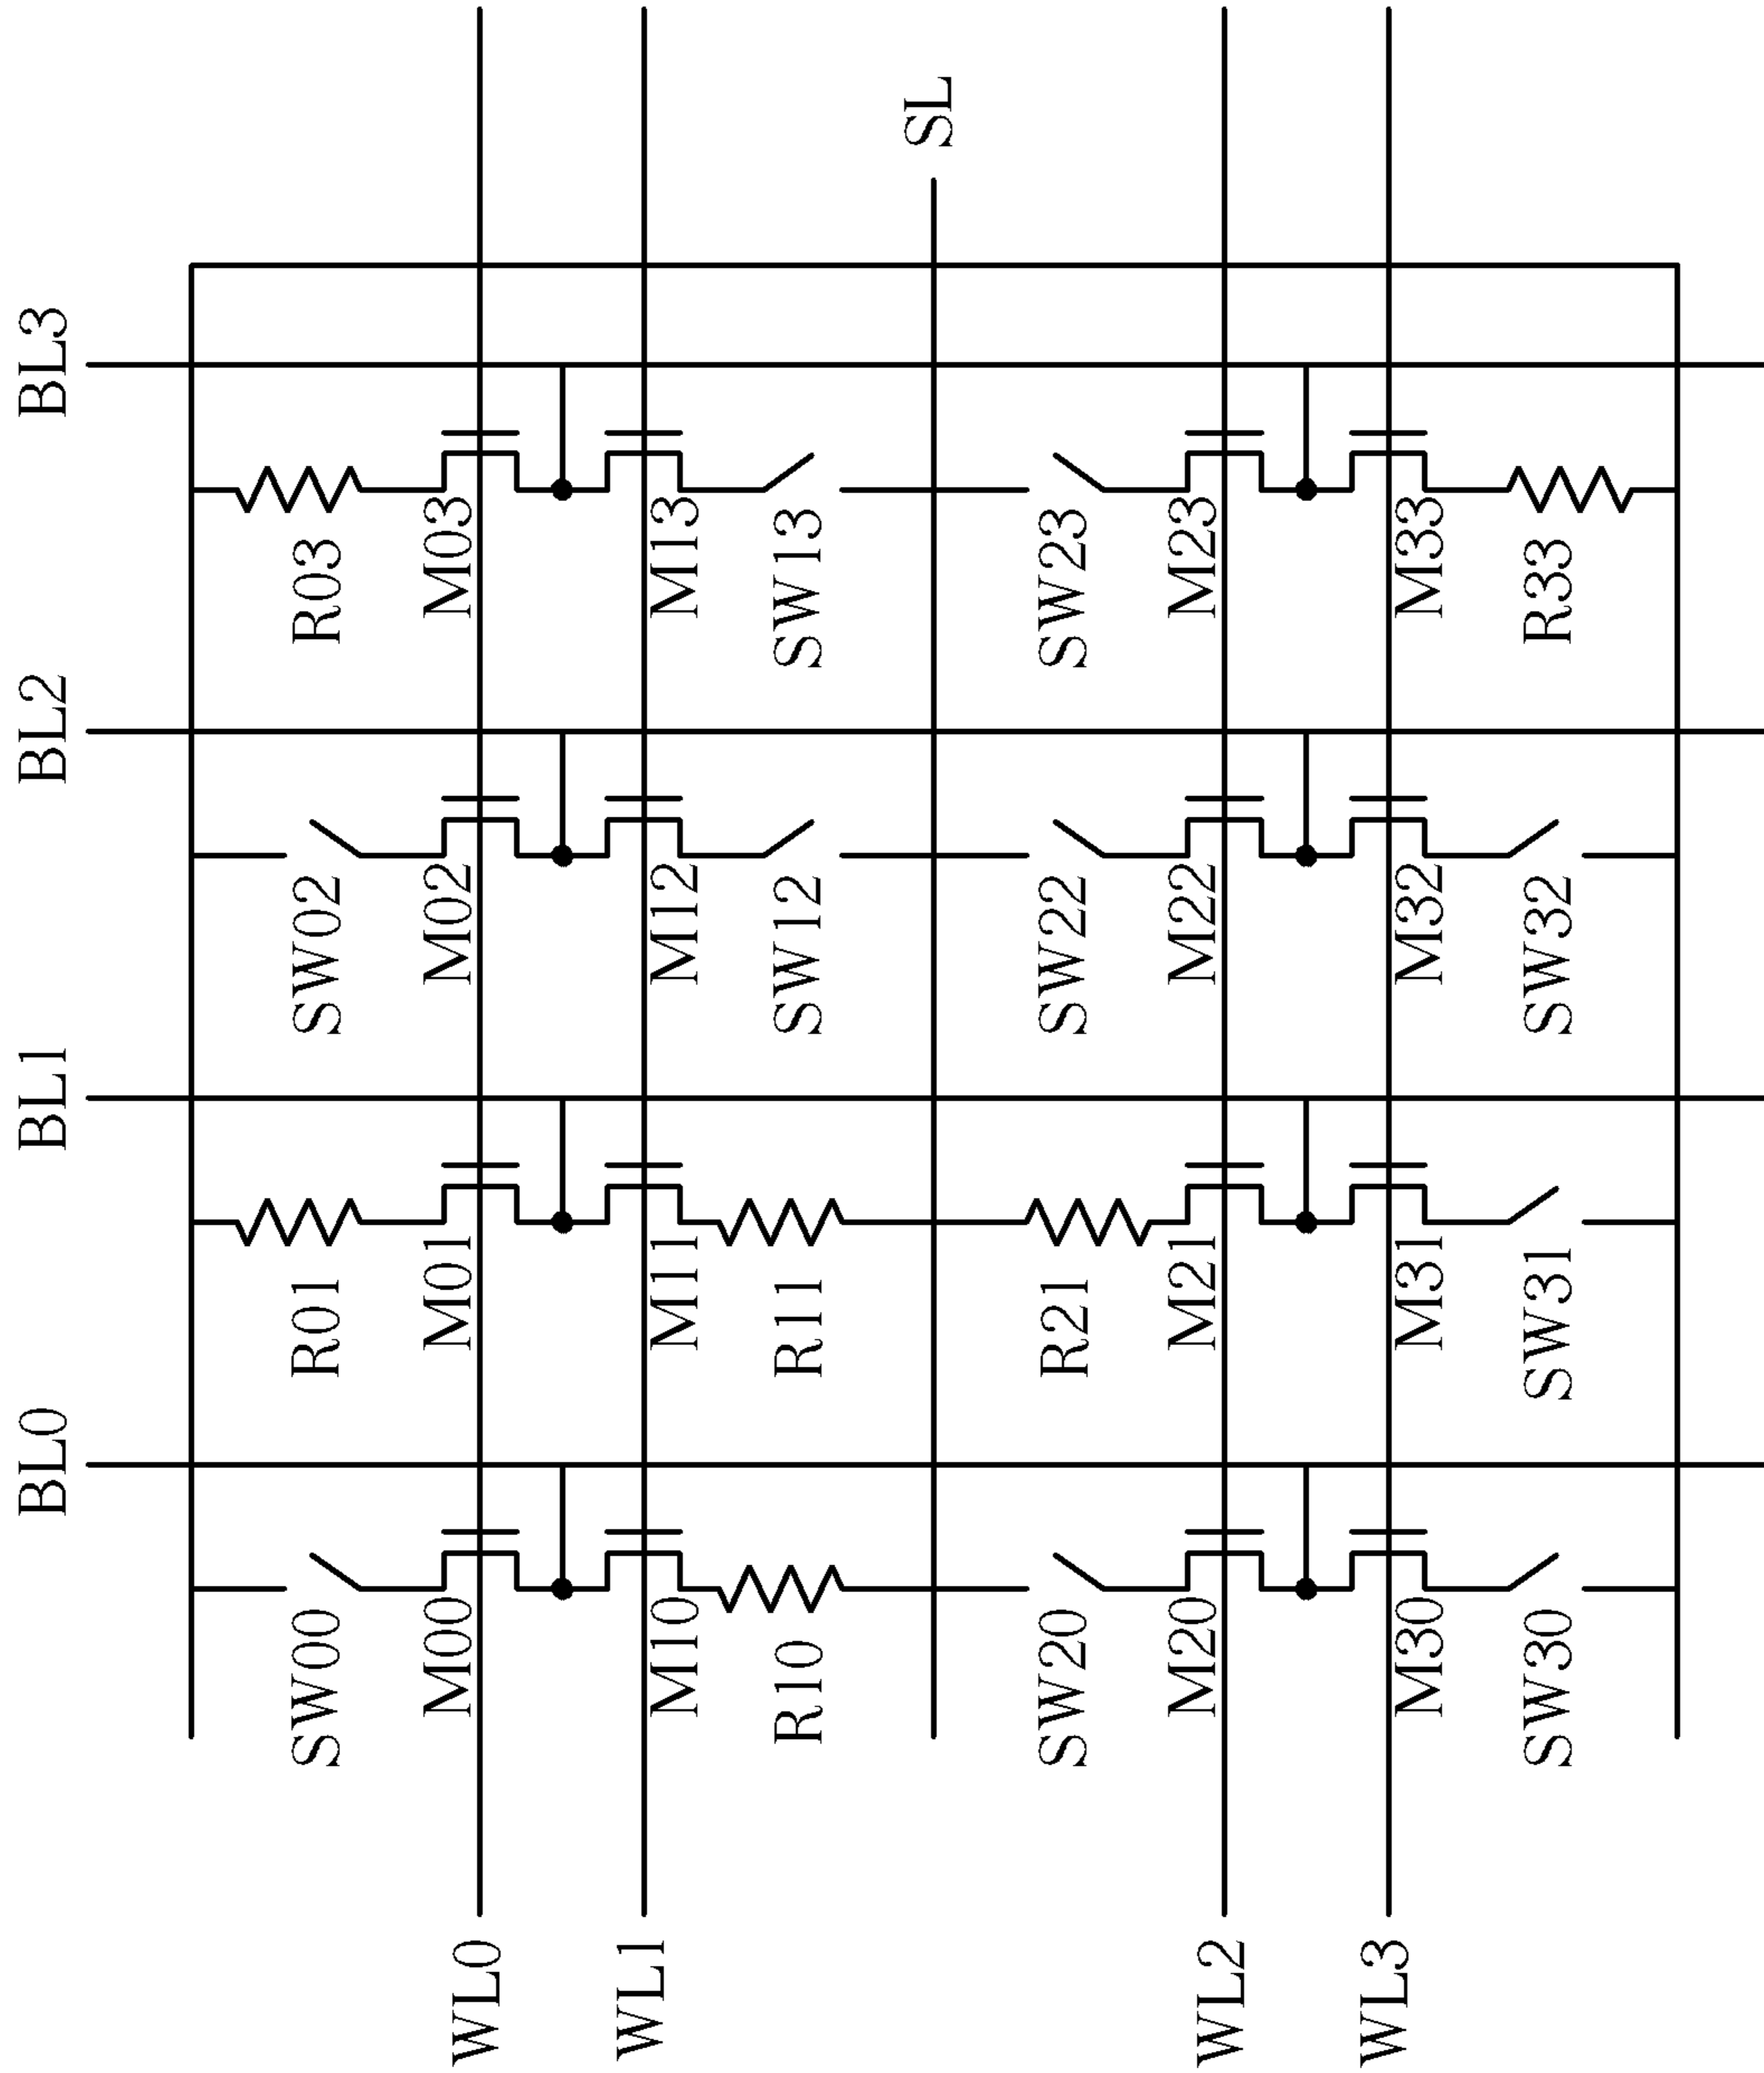 BL0 BL1 BL2 BL3
SW00 R01 SW02 R03
M00 M01 M02 M03
WL0
WL1
M10 M11 M12 M13
R10 R11 SW12 SW13
SL
SW20 R21 SW22 SW23
M20 M21 M22 M23
WL2
WL3
M30 M31 M32 M33
SW30 SW31 SW32 R33